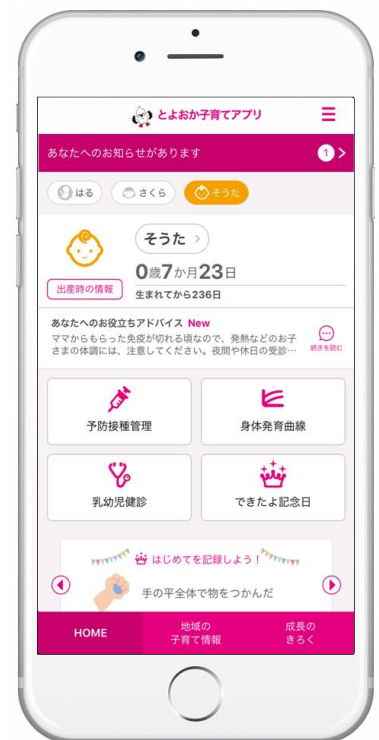 とよおか子育てアプリ
あなたへのお知らせがあります
1
はる
さくら
そうた
そうた
0歳7か月23日
出産時の情報
生まれてから236日
あなたへのお役立ちアドバイス New
ママからもらった免疫が切れる頃なので、発熱などのお子
さまの体調には、注意してください。夜間や休日の受診…
続きを読む
予防接種管理
身体発育曲線
乳幼児健診
できたよ記念日
はじめてを記録しよう!
手の平全体で物をつかんだ
HOME
地域の
子育て情報
成長の
きろく